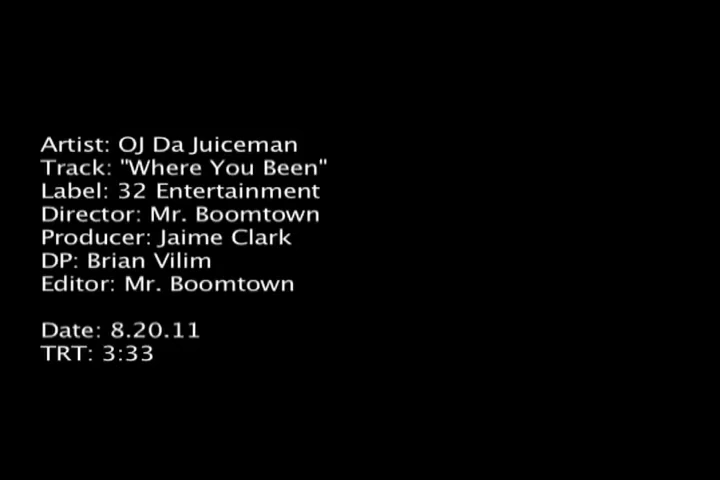 Artist: OJ Da Juiceman
Track: "Where You Been"
Label: 32 Entertainment
Director: Mr. Boomtown
Producer: Jaime Clark
DP: Brian Vilim
Editor: Mr. Boomtown
Date: 8.20.11
TRT: 3:33